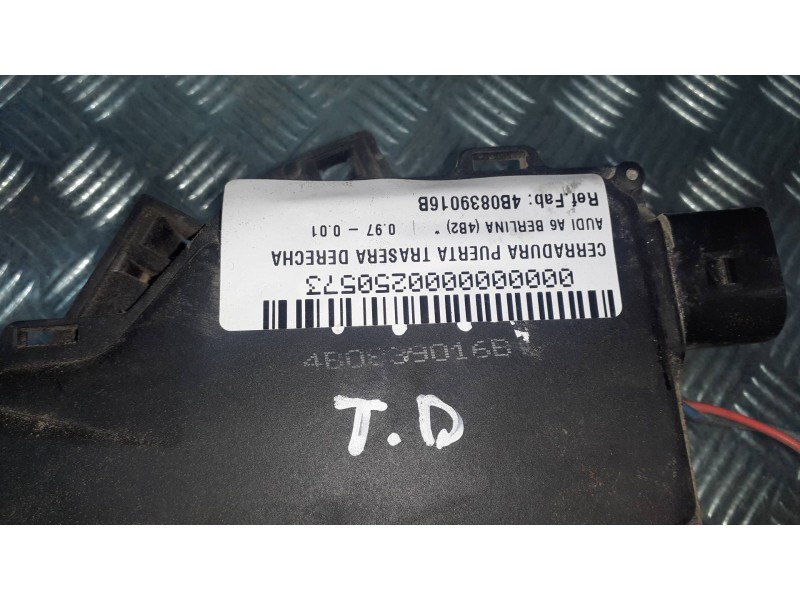 Ref.Fab: 4B0839016B
AUDI A6 BERLINA (4B2) * | 0.97 - 0.01
CERRADURA PUERTA TRASERA DERECHA
0000000000250573
4B0839016B
T.D